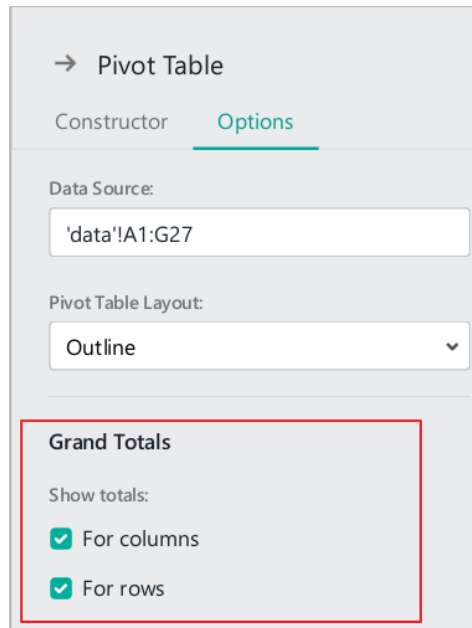 Pivot Table
Constructor Options
Data Source:
'data'!A1:G27
Pivot Table Layout:
Outline
Grand Totals
Show totals:
For columns
For rows